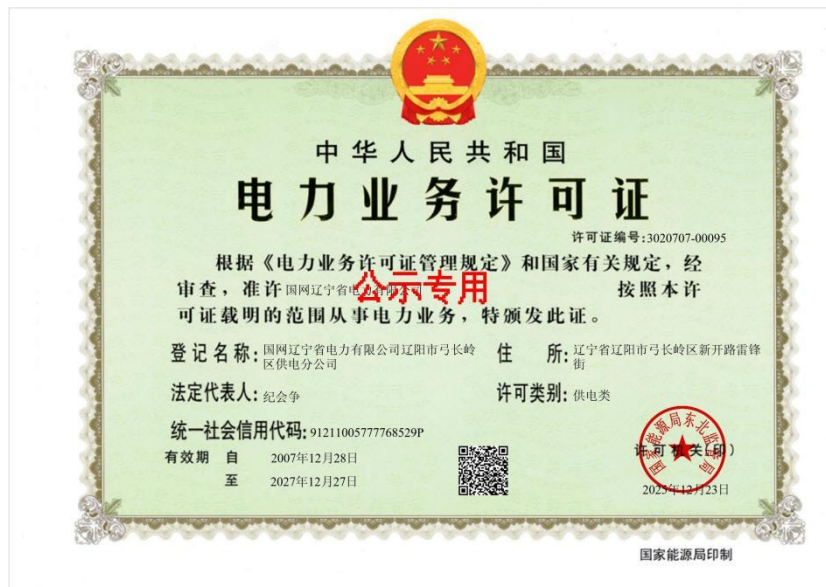 中华人民共和国
电力业务许可证
许可证编号:3020707-00095
根据《电力业务许可证管理规定》和国家有关规定，经
审查，准许 国网辽宁省电力有限公司 按照本许
公示专用
可证载明的范围从事电力业务，特颁发此证。
登记名称: 国网辽宁省电力有限公司辽阳市弓长岭
区供电分公司
住 所: 辽宁省辽阳市弓长岭区新开路雷锋
街
法定代表人: 纪会争
许可类别: 供电类
统一社会信用代码: 91211005777768529P
有效期 自 2007年12月28日
至 2027年12月27日
国家能源局东北监管局
许可机关(印)
2025年12月23日
国家能源局印制